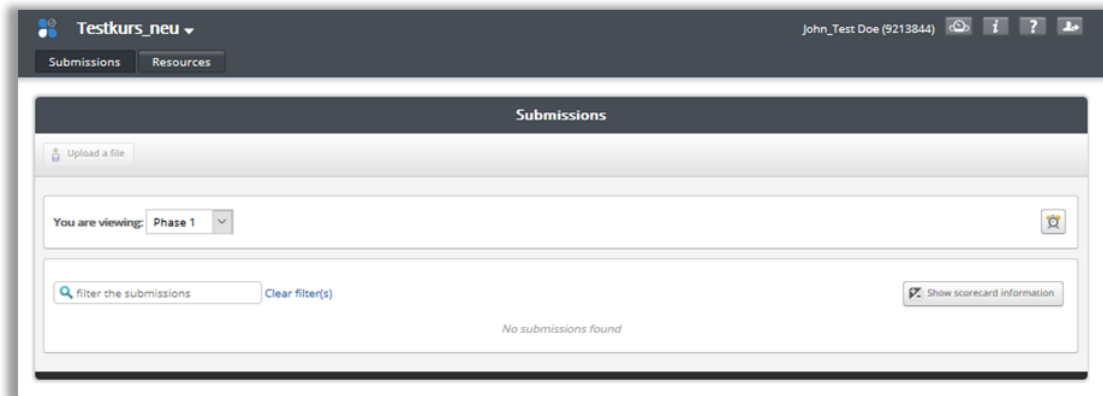 Testkurs_neu
John_Test Doe (9213844) i ?
Submissions Resources
Submissions
Upload a file
You are viewing: Phase 1
filter the submissions Clear filter(s) Show scorecard information
No submissions found